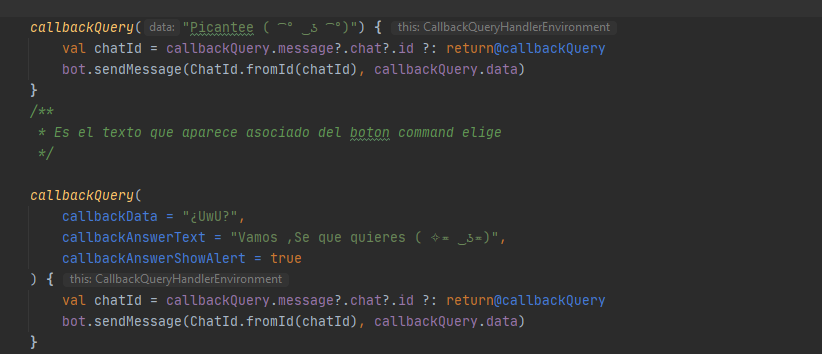 callbackQuery( data: "Picantee ( ͡° ͜ʖ ͡°)") { this: CallbackQueryHandlerEnvironment
val chatId = callbackQuery.message?.chat?.id ?: return@callbackQuery
bot.sendMessage(ChatId.fromId(chatId), callbackQuery.data)
}
/**
* Es el texto que aparece asociado del boton command elige
*/
callbackQuery(
callbackData = "¿UwU?",
callbackAnswerText = "Vamos ,Se que quieres ( ✧≖ ͜ʖ≖)",
callbackAnswerShowAlert = true
) { this: CallbackQueryHandlerEnvironment
val chatId = callbackQuery.message?.chat?.id ?: return@callbackQuery
bot.sendMessage(ChatId.fromId(chatId), callbackQuery.data)
}